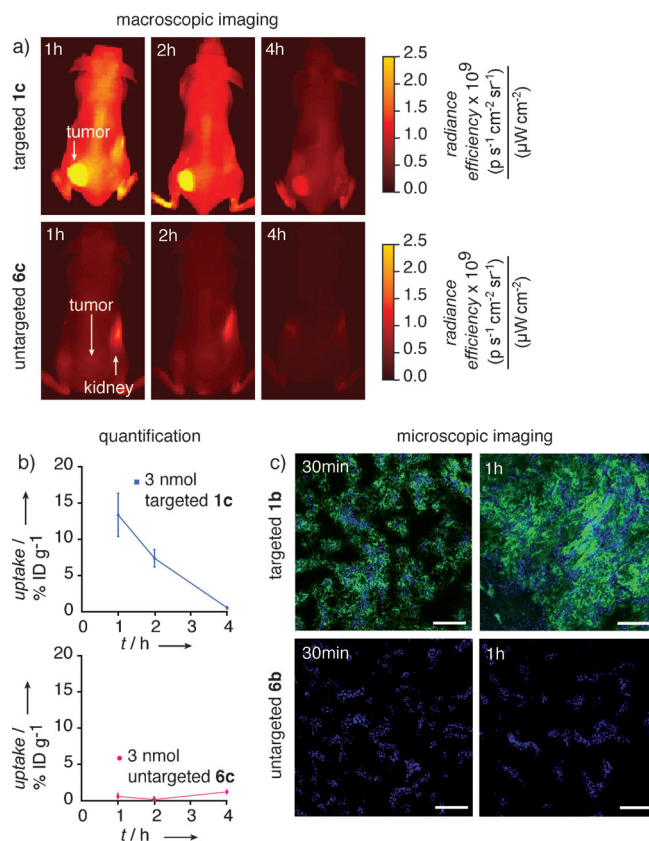 macroscopic imaging
a)
1h
2h
4h
targeted 1c
tumor
2.5
2.0
1.5
1.0
0.5
0.0
radiance
efficiency x 10⁹
(p s⁻¹ cm⁻² sr⁻¹)
(µW cm⁻²)
1h
2h
4h
untargeted 6c
tumor
kidney
2.5
2.0
1.5
1.0
0.5
0.0
radiance
efficiency x 10⁹
(p s⁻¹ cm⁻² sr⁻¹)
(µW cm⁻²)
quantification
b)
uptake /
% ID g⁻¹
20
15
10
5
0
3 nmol
targeted 1c
0 1 2 3 4
t / h
uptake /
% ID g⁻¹
20
15
10
5
0
3 nmol
untargeted 6c
0 1 2 3 4
t / h
microscopic imaging
c)
30min
1h
targeted 1b
30min
1h
untargeted 6b